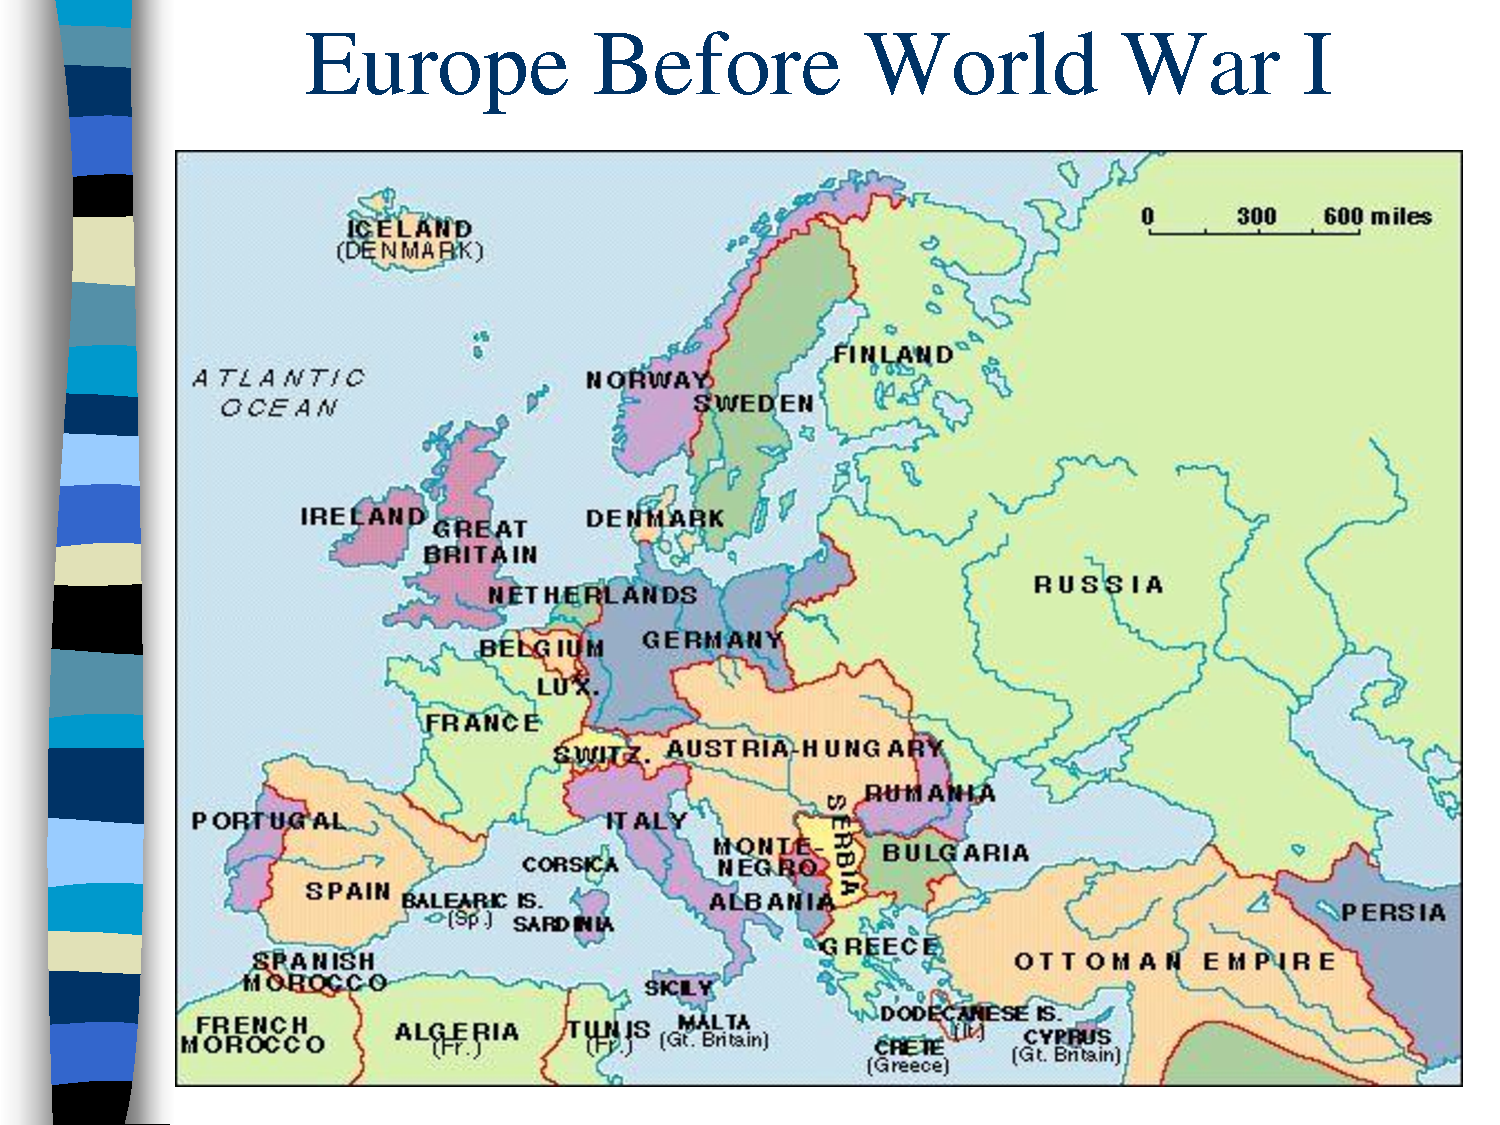 Europe Before World War I
ICELAND
(DENMARK)
0 300 600 miles
ATLANTIC
OCEAN
NORWAY
SWEDEN
FINLAND
IRELAND
GREAT
BRITAIN
DENMARK
NETHERLANDS
BELGIUM
GERMANY
LUX.
RUSSIA
FRANCE
SWITZ.
AUSTRIA-HUNGARY
RUMANIA
SERBIA
PORTUGAL
ITALY
MONTE-
NEGRO
BULGARIA
CORSICA
SPAIN
BALEARIC IS.
(Sp.)
SARDINIA
ALBANIA
PERSIA
GREECE
OTTOMAN EMPIRE
SPANISH
MOROCCO
SICILY
FRENCH
MOROCCO
ALGERIA
(Fr.)
TUNIS
(Fr.)
MALTA
(Gt. Britain)
DODECANESE IS.
(It.)
CRETE
(Greece)
CYPRUS
(Gt. Britain)